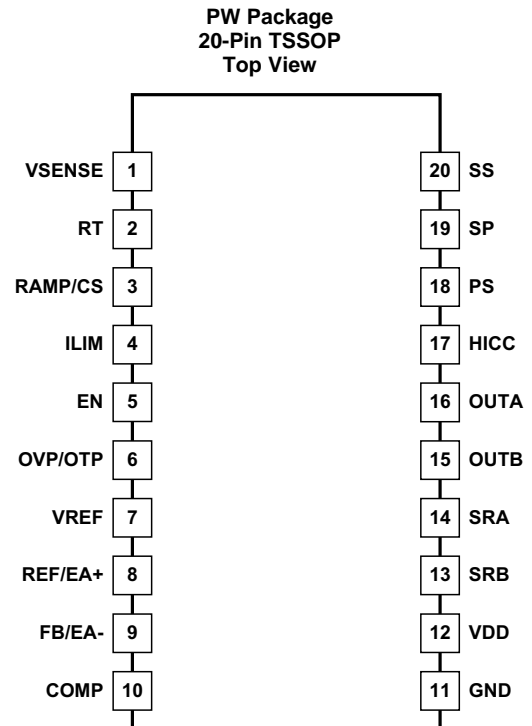 PW Package
20-Pin TSSOP
Top View
VSENSE 1 20 SS
RT 2 19 SP
RAMP/CS 3 18 PS
ILIM 4 17 HICC
EN 5 16 OUTA
OVP/OTP 6 15 OUTB
VREF 7 14 SRA
REF/EA+ 8 13 SRB
FB/EA- 9 12 VDD
COMP 10 11 GND